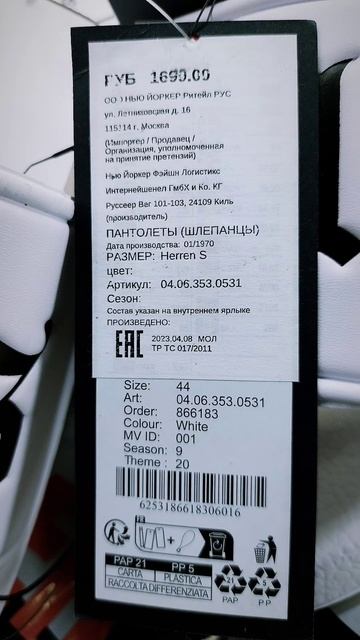 РУБ 1699.00
ООО НЬЮ ЙОРКЕР Ритейл РУС
ул. Летниковская д. 16
115114 г. Москва
(Импортер / Продавец /
Организация, уполномоченная
на принятие претензий)
Нью Йоркер Фэйшн Логистикс
Интернейшенел ГмбХ и Ко. КГ
Руссеер Вег 101-103, 24109 Киль
(производитель)
ПАНТОЛЕТЫ (ШЛЕПАНЦЫ)
Дата производства: 01/1970
РАЗМЕР: Herren S
цвет:
Артикул: 04.06.353.0531
Сезон:
Состав указан на внутреннем ярлыке
ПРОИЗВЕДЕНО:
EAC 2023.04.08 МОЛ
ТР ТС 017/2011
Size: 44
Art: 04.06.353.0531
Order: 866183
Colour: White
MV ID: 001
Season: 9
Theme: 20
6253186618306016
PAP 21 PP 5
CARTA PLASTICA
RACCOLTA DIFFERENZIATA
21 5
PAP PP